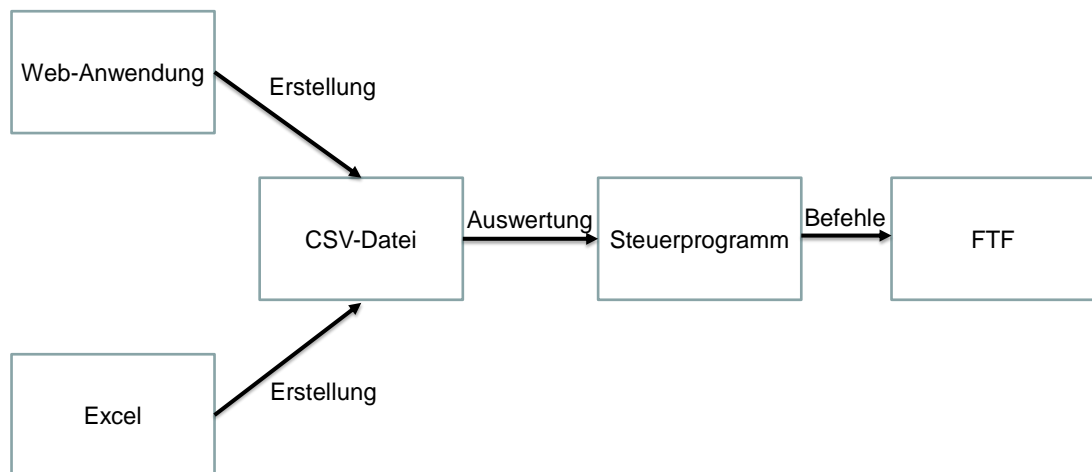 Web-Anwendung
Erstellung
CSV-Datei
Auswertung
Steuerprogramm
Befehle
FTF
Excel
Erstellung